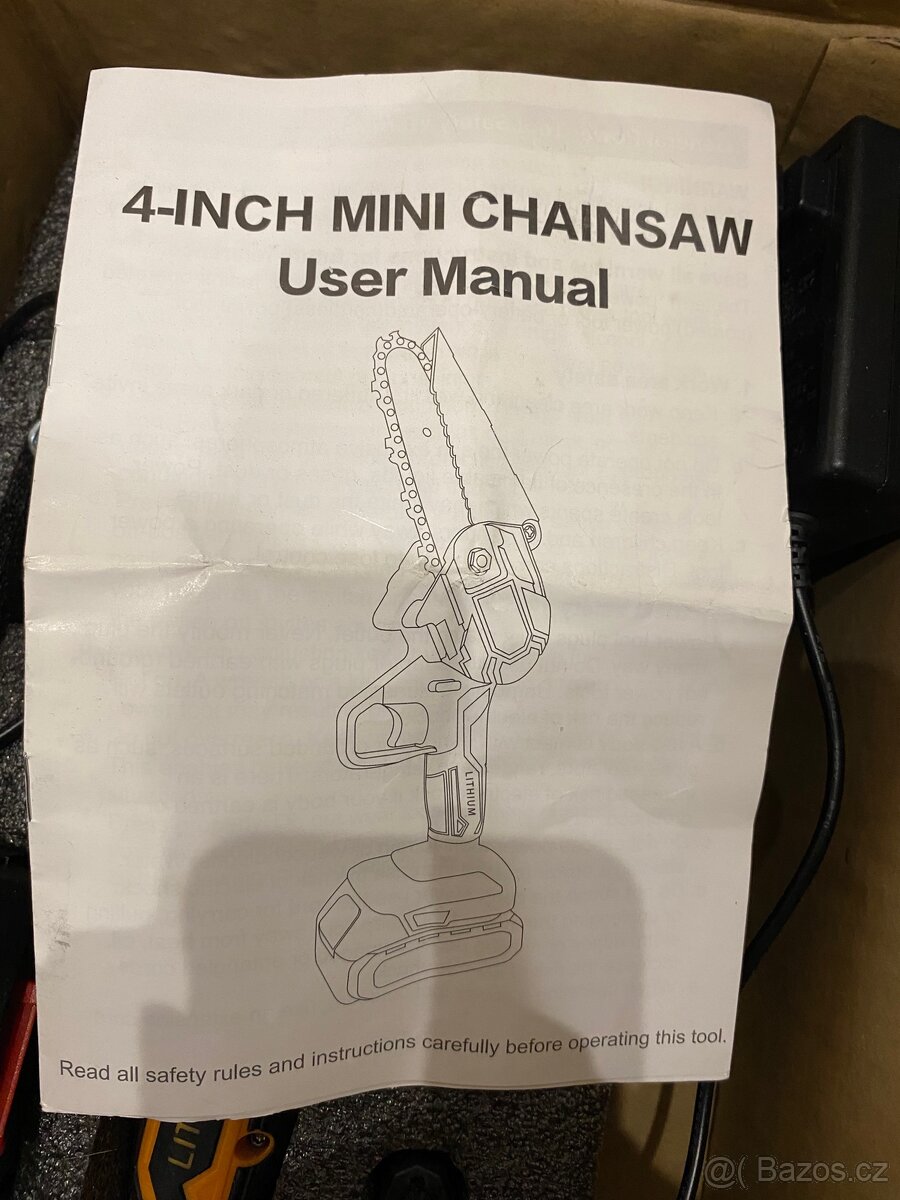 4-INCH MINI CHAINSAW
User Manual
LITHIUM
Read all safety rules and instructions carefully before operating this tool.
LIT
@( Bazos.cz